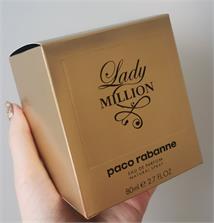 Lady
MILLION
paco rabanne
EAU DE PARFUM
NATURAL SPRAY
80ml℮ 2.7 FL.OZ